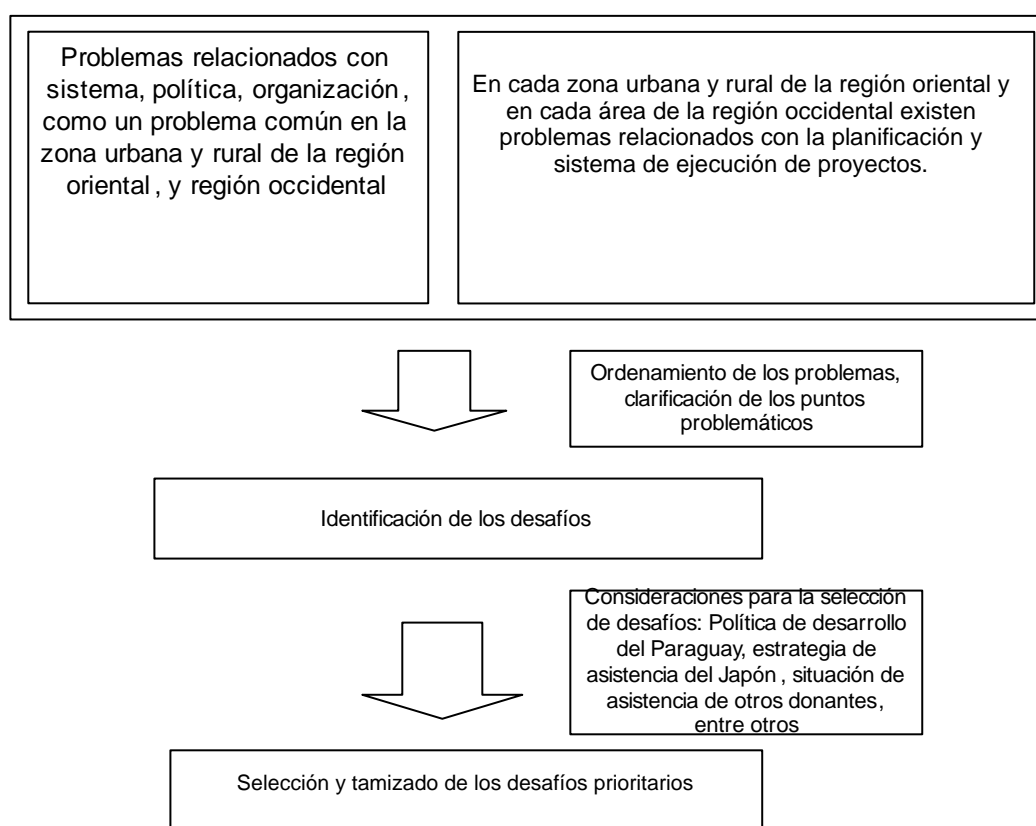 Problemas relacionados con
sistema, política, organización,
como un problema común en la
zona urbana y rural de la región
oriental, y región occidental
En cada zona urbana y rural de la región oriental y
en cada área de la región occidental existen
problemas relacionados con la planificación y
sistema de ejecución de proyectos.
Ordenamiento de los problemas,
clarificación de los puntos
problemáticos
Identificación de los desafíos
Consideraciones para la selección
de desafíos: Política de desarrollo
del Paraguay, estrategia de
asistencia del Japón, situación de
asistencia de otros donantes,
entre otros
Selección y tamizado de los desafíos prioritarios